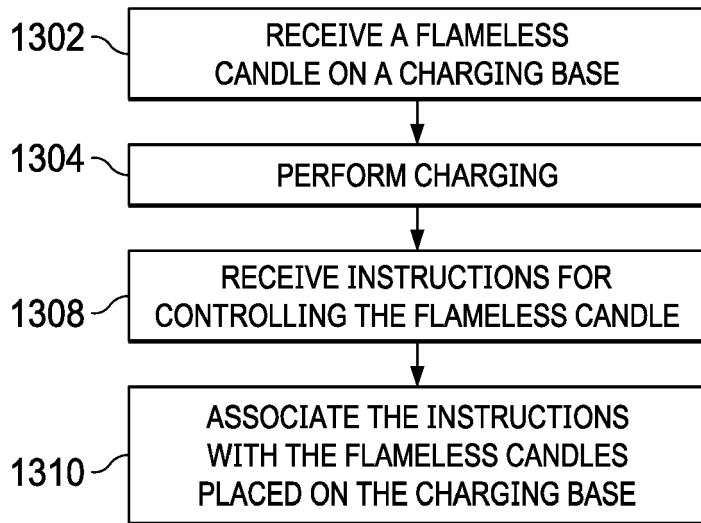 1302
RECEIVE A FLAMELESS
CANDLE ON A CHARGING BASE
1304
PERFORM CHARGING
1308
RECEIVE INSTRUCTIONS FOR
CONTROLLING THE FLAMELESS CANDLE
1310
ASSOCIATE THE INSTRUCTIONS
WITH THE FLAMELESS CANDLES
PLACED ON THE CHARGING BASE